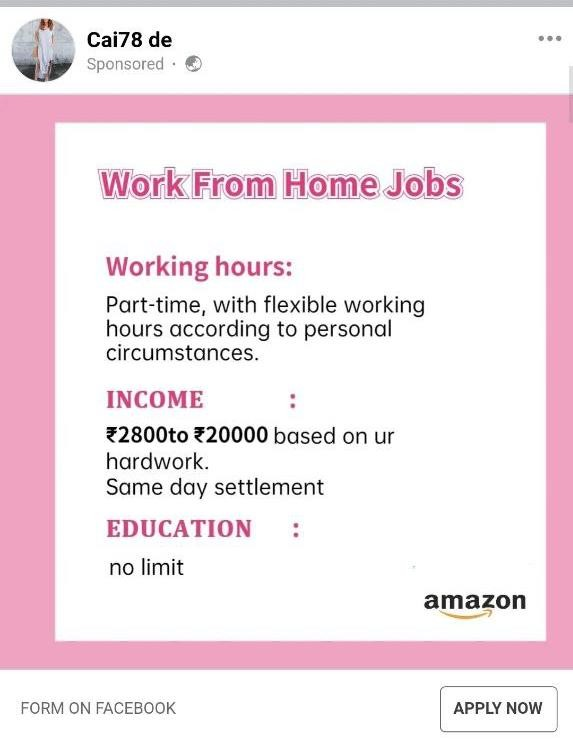 Cai78 de
Sponsored ·
Work From Home Jobs
Working hours:
Part-time, with flexible working
hours according to personal
circumstances.
INCOME :
₹2800to ₹20000 based on ur
hardwork.
Same day settlement
EDUCATION :
no limit
amazon
FORM ON FACEBOOK
APPLY NOW